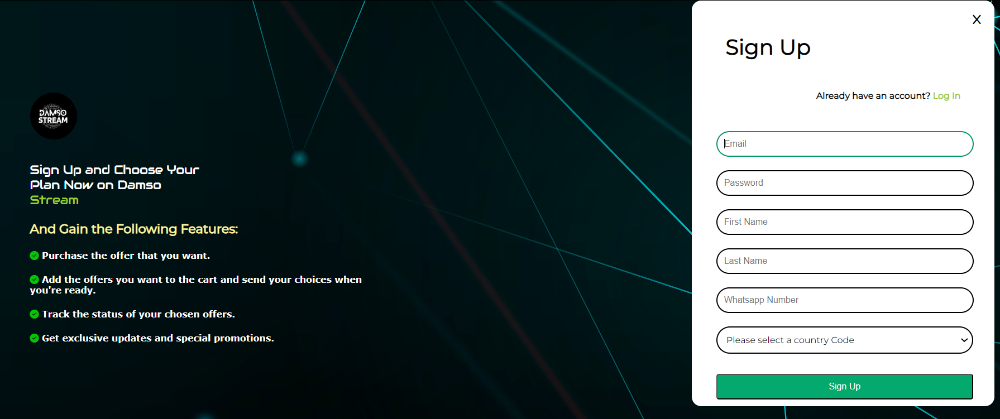 DAMSO
STREAM
Sign Up and Choose Your
Plan Now on Damso
Stream
And Gain the Following Features:
Purchase the offer that you want.
Add the offers you want to the cart and send your choices when
you're ready.
Track the status of your chosen offers.
Get exclusive updates and special promotions.
X
Sign Up
Already have an account? Log In
Email
Password
First Name
Last Name
Whatsapp Number
Please select a country Code
Sign Up